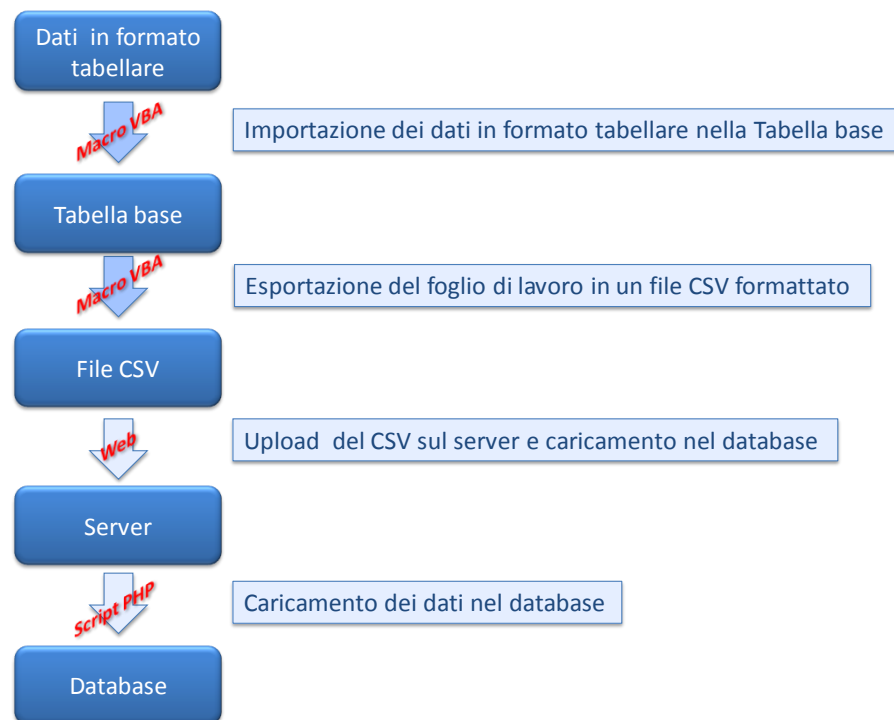 Dati in formato
tabellare
Macro VBA
Importazione dei dati in formato tabellare nella Tabella base
Tabella base
Macro VBA
Esportazione del foglio di lavoro in un file CSV formattato
File CSV
Web
Upload del CSV sul server e caricamento nel database
Server
Script PHP
Caricamento dei dati nel database
Database